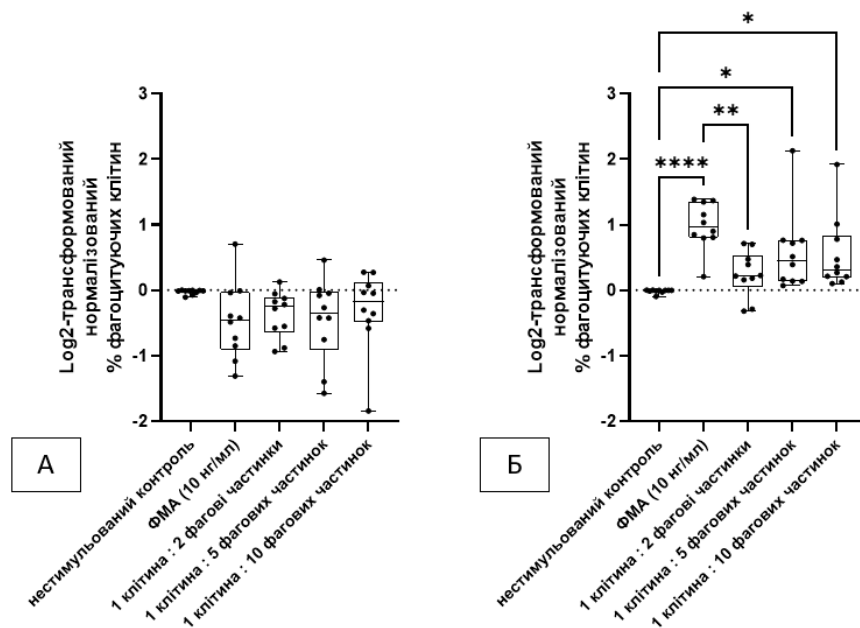 Log2-трансформований
нормалізований
% фагоцитуючих клітин
3
2
1
0
-1
-2
нестимульований контроль
ФМА (10 нг/мл)
1 клітина : 2 фагові частинки
1 клітина : 5 фагових частинок
1 клітина : 10 фагових частинок
А
Log2-трансформований
нормалізований
% фагоцитуючих клітин
*
*
**
****
3
2
1
0
-1
-2
нестимульований контроль
ФМА (10 нг/мл)
1 клітина : 2 фагові частинки
1 клітина : 5 фагових частинок
1 клітина : 10 фагових частинок
Б